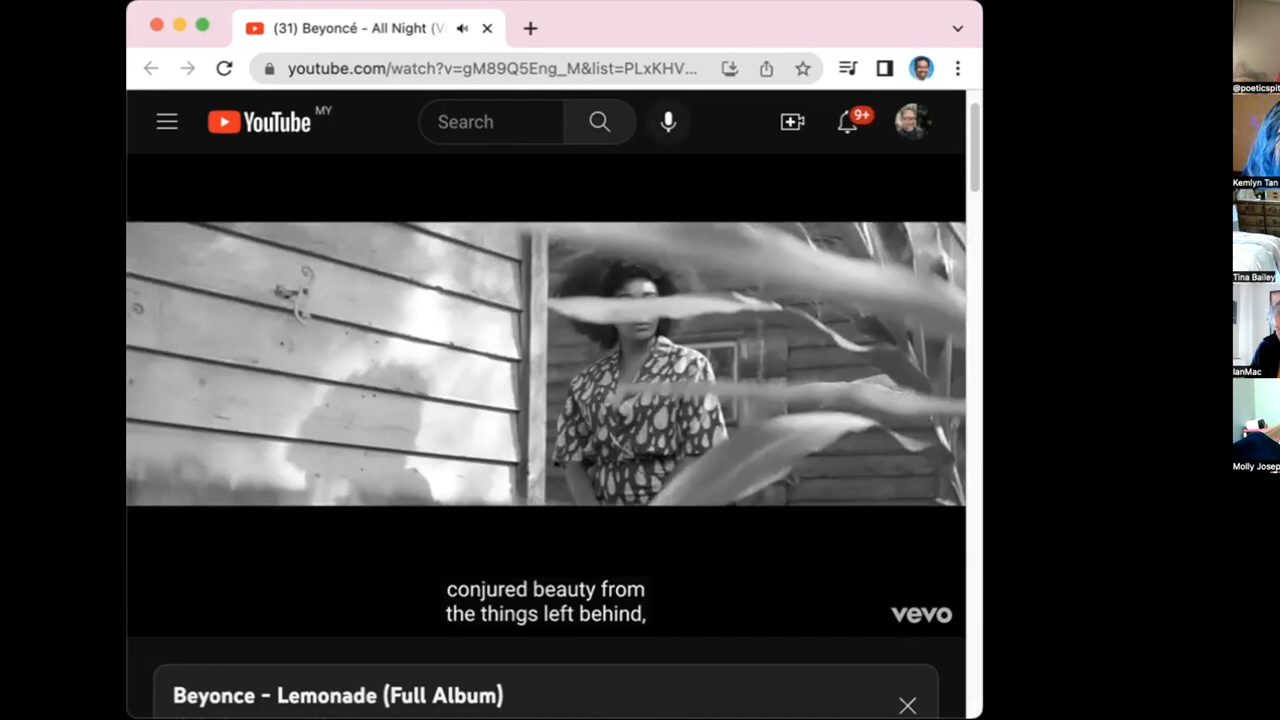 (31) Beyoncé - All Night (V
youtube.com/watch?v=gM89Q5Eng_M&list=PLxKHV...
YouTube MY
Search
9+
conjured beauty from
the things left behind,
vevo
Beyonce - Lemonade (Full Album)
@poeticspit
Kemlyn Tan
Tina Bailey
IanMac
Molly Josep